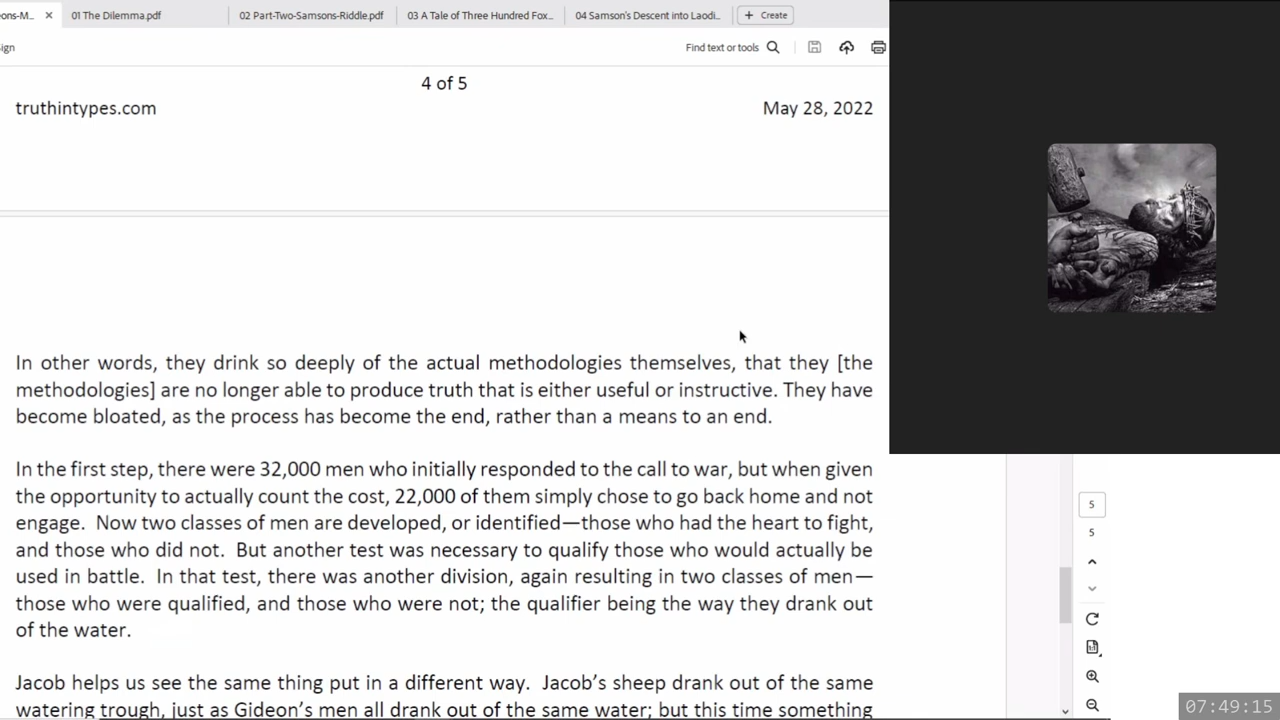 ons-M...
01 The Dilemma.pdf
02 Part-Two-Samsons-Riddle.pdf
03 A Tale of Three Hundred Fox...
04 Samson's Descent into Laodi...
+ Create
ign
Find text or tools
4 of 5
truthintypes.com
May 28, 2022
In other words, they drink so deeply of the actual methodologies themselves, that they [the
methodologies] are no longer able to produce truth that is either useful or instructive. They have
become bloated, as the process has become the end, rather than a means to an end.
In the first step, there were 32,000 men who initially responded to the call to war, but when given
the opportunity to actually count the cost, 22,000 of them simply chose to go back home and not
engage. Now two classes of men are developed, or identified—those who had the heart to fight,
and those who did not. But another test was necessary to qualify those who would actually be
used in battle. In that test, there was another division, again resulting in two classes of men—
those who were qualified, and those who were not; the qualifier being the way they drank out
of the water.
Jacob helps us see the same thing put in a different way. Jacob's sheep drank out of the same
watering trough, just as Gideon's men all drank out of the same water; but this time something
5
5
07:49:15